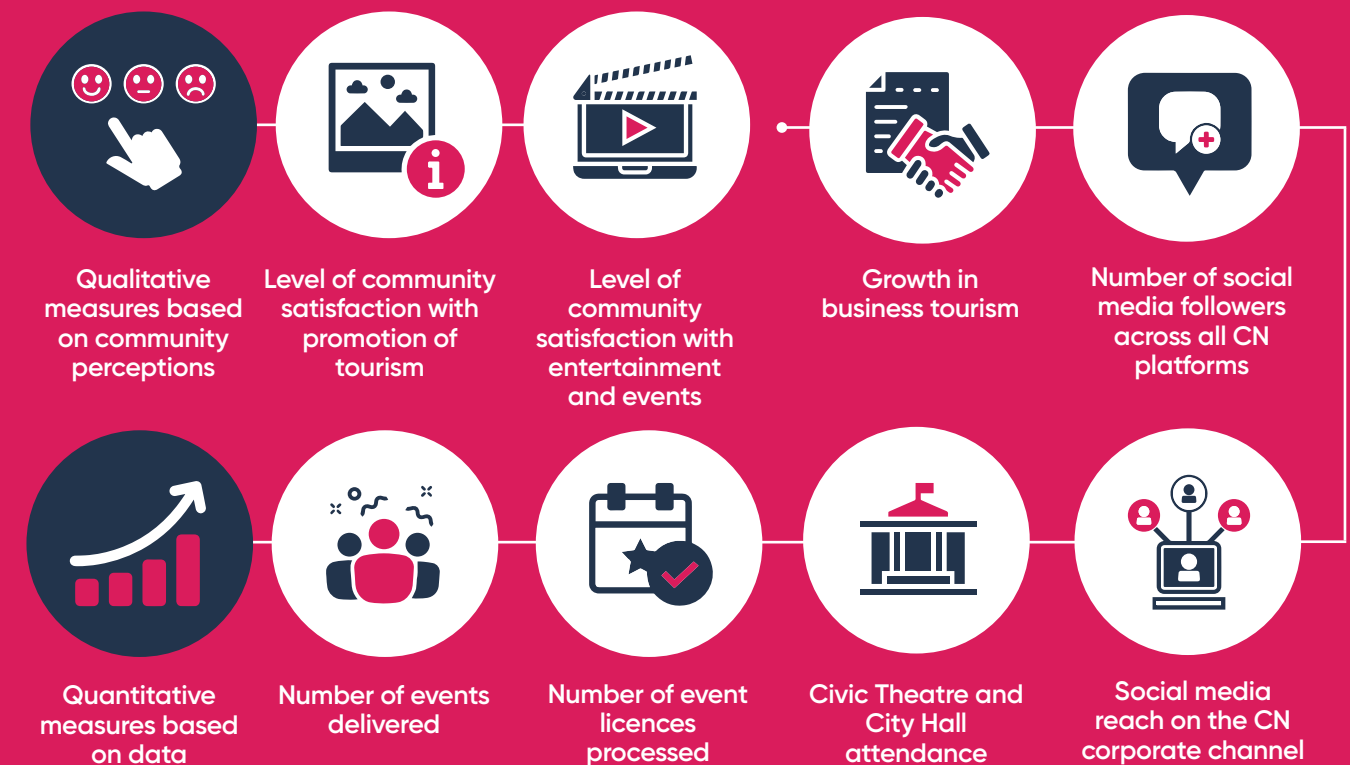 Qualitative
measures based
on community
perceptions
Level of community
satisfaction with
promotion of
tourism
Level of
community
satisfaction with
entertainment
and events
Growth in
business tourism
Number of social
media followers
across all CN
platforms
Quantitative
measures based
on data
Number of events
delivered
Number of event
licences
processed
Civic Theatre and
City Hall
attendance
Social media
reach on the CN
corporate channel